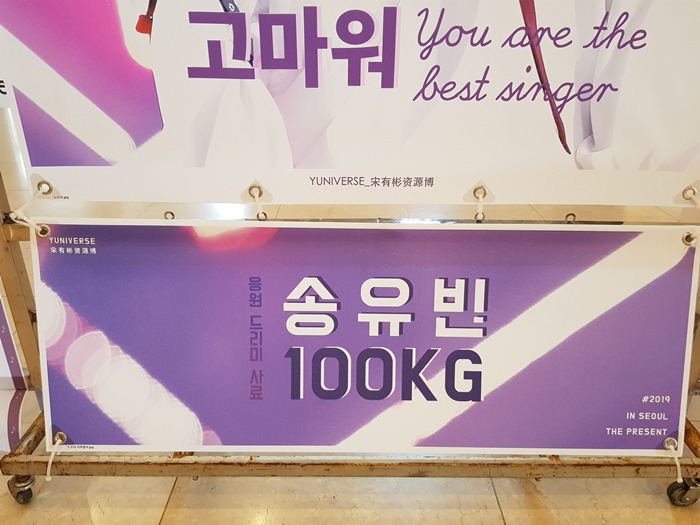 고마워
You are the
best singer
YUNIVERSE_宋有彬资源博
YUNIVERSE
宋有彬资源博
응원 드리미 사료
송유빈
100KG
#2019
IN SEOUL
THE PRESENT